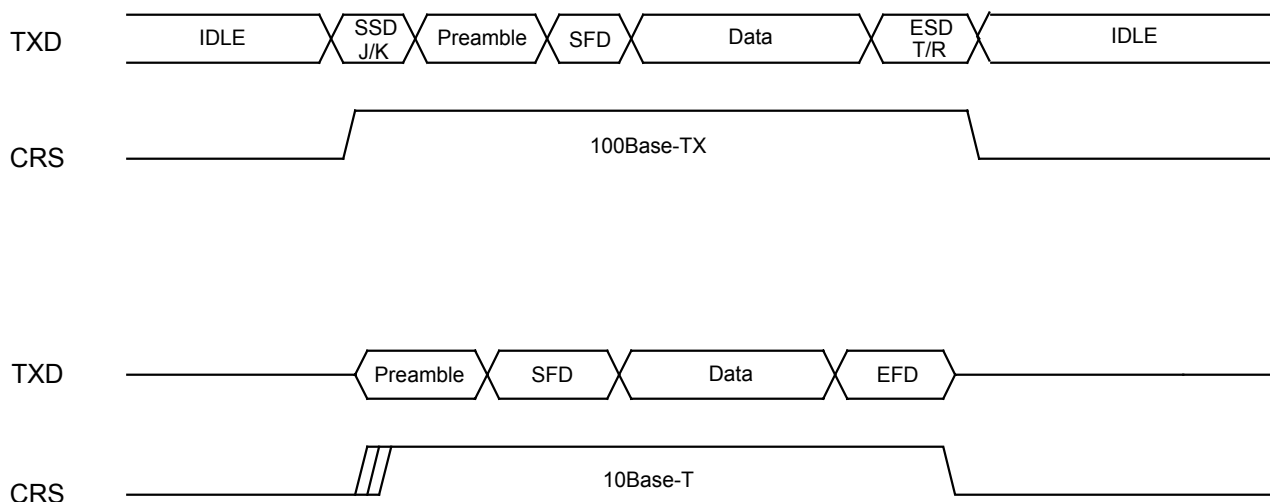 TXD IDLE SSD J/K Preamble SFD Data ESD T/R IDLE
CRS 100Base-TX
TXD Preamble SFD Data EFD
CRS 10Base-T